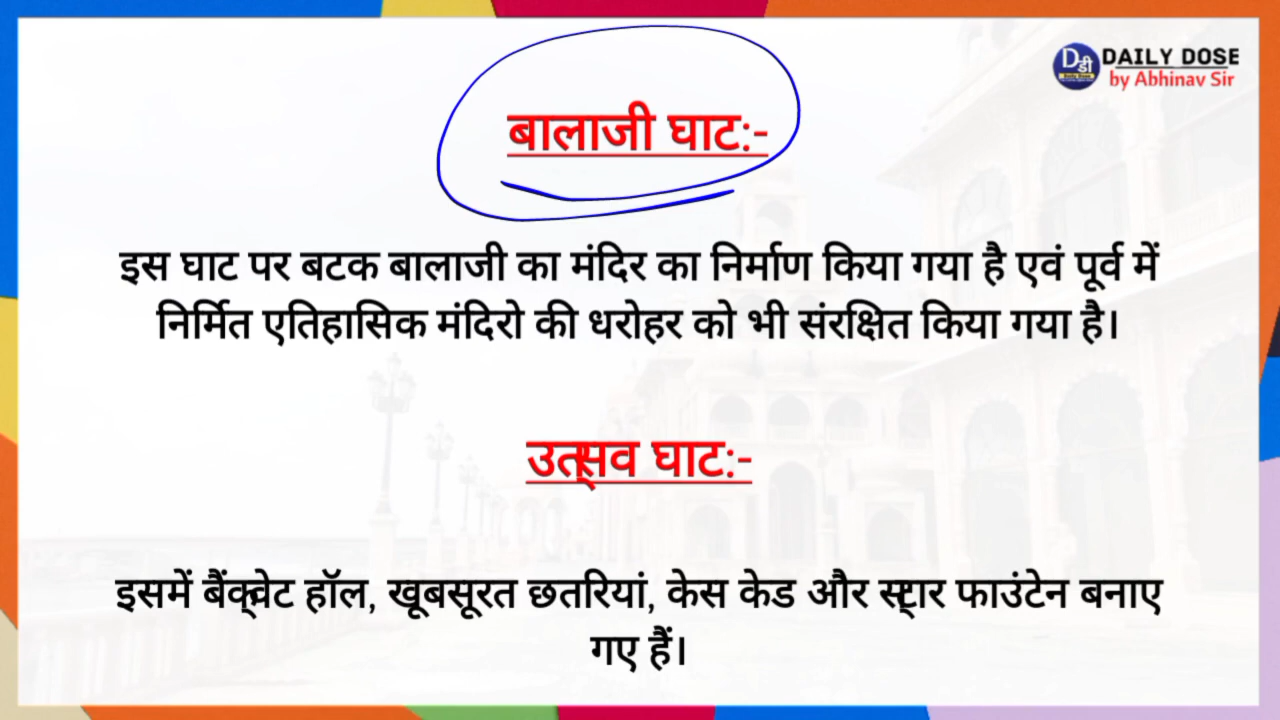 DAILY DOSE
by Abhinav Sir
बालाजी घाट:-
इस घाट पर बटक बालाजी का मंदिर का निर्माण किया गया है एवं पूर्व में
निर्मित एतिहासिक मंदिरो की धरोहर को भी संरक्षित किया गया है।
उत्सव घाट:-
इसमें बैंक्वेट हॉल, खूबसूरत छतरियां, केस केड और स्टार फाउंटेन बनाए
गए हैं।